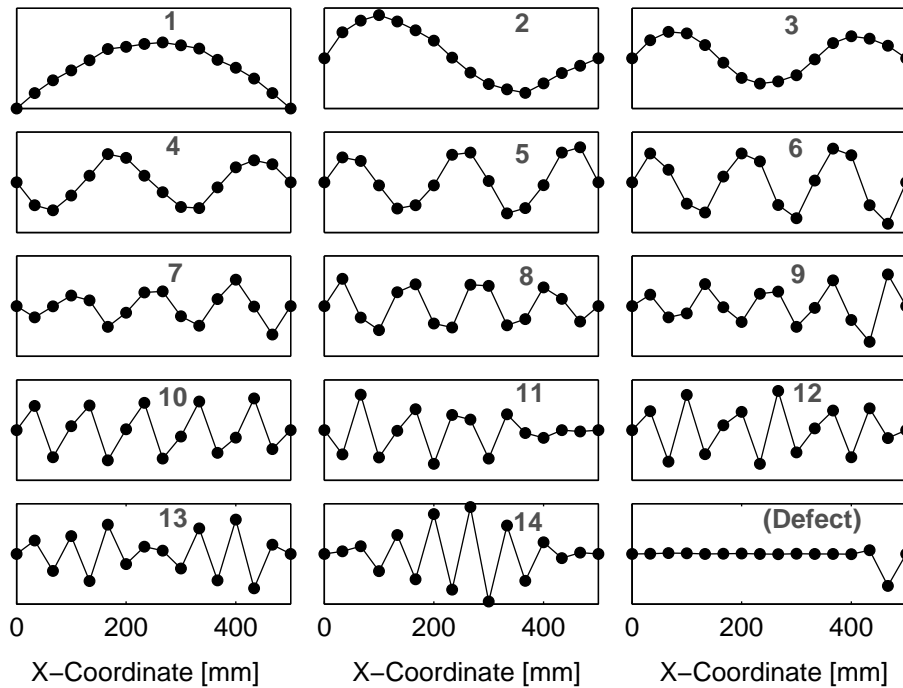 1 2 3
4 5 6
7 8 9
10 11 12
13 14 (Defect)
0 200 400 0 200 400 0 200 400
X−Coordinate [mm] X−Coordinate [mm] X−Coordinate [mm]